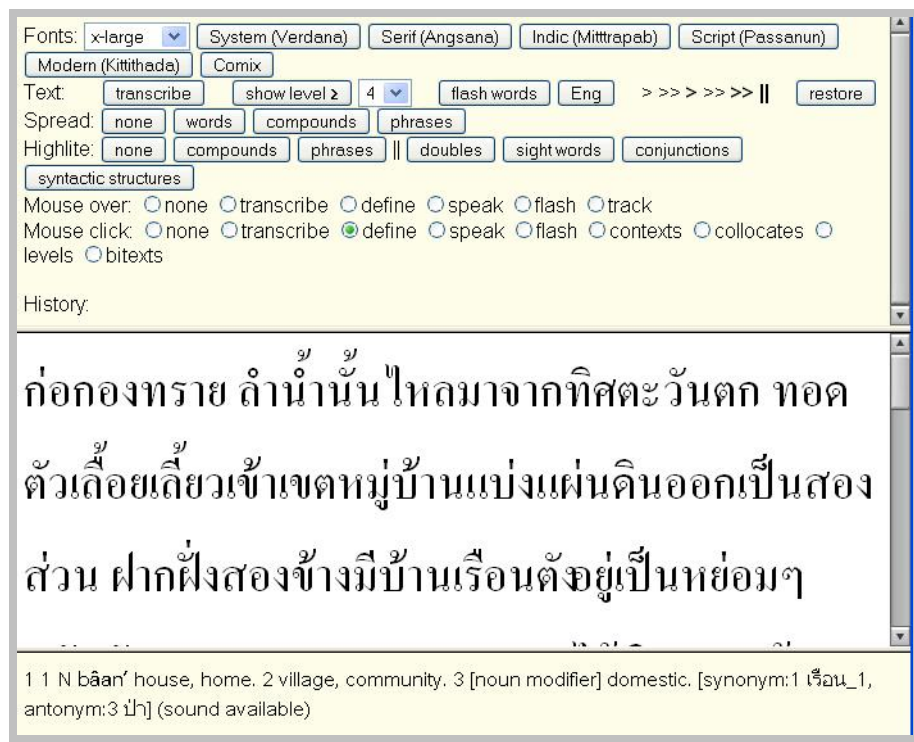 Fonts: x-large System (Verdana) Serif (Angsana) Indic (Mitttrapab) Script (Passanun)
Modern (Kittithada) Comix
Text: transcribe show level ≥ 4 flash words Eng > >> > >> >> || restore
Spread: none words compounds phrases
Highlite: none compounds phrases || doubles sight words conjunctions
syntactic structures
Mouse over: none transcribe define speak flash track
Mouse click: none transcribe define speak flash contexts collocates
levels bitexts
History:
ก่อกองทราย ลำน้ำนั้นไหลมาจากทิศตะวันตก ทอด
ตัวเลื้อยเลี้ยวเข้าเขตหมู่บ้านแบ่งแผ่นดินออกเป็นสอง
ส่วน ฝากฝั่งสองข้างมีบ้านเรือนตังอยู่เป็นหย่อมๆ
1 1 N bâan′ house, home. 2 village, community. 3 [noun modifier] domestic. [synonym:1 เรือน_1,
antonym:3 ป่า] (sound available)